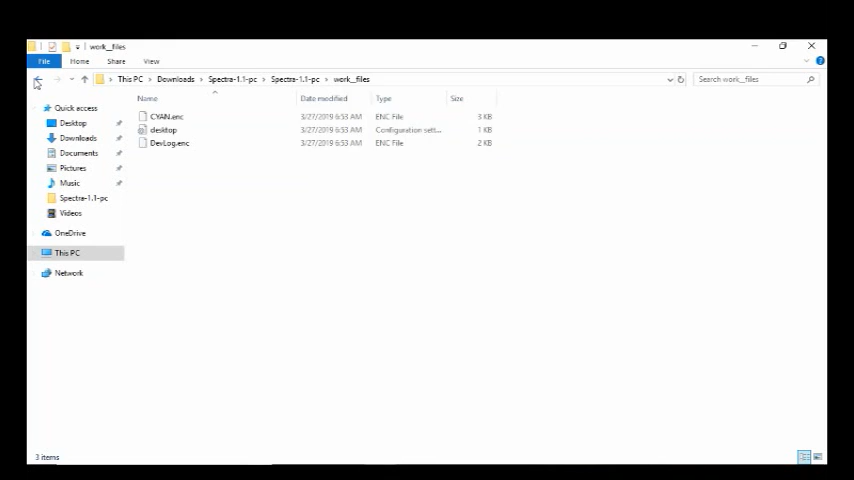 work__files
File Home Share View
This PC > Downloads > Spectra-1.1-pc > Spectra-1.1-pc > work__files
Search work__files
Name Date modified Type Size
CYAN.enc 3/27/2019 6:53 AM ENC File 3 KB
desktop 3/27/2019 6:53 AM Configuration sett... 1 KB
DevLog.enc 3/27/2019 6:53 AM ENC File 2 KB
Quick access
Desktop
Downloads
Documents
Pictures
Music
Spectra-1.1-pc
Videos
OneDrive
This PC
Network
3 items